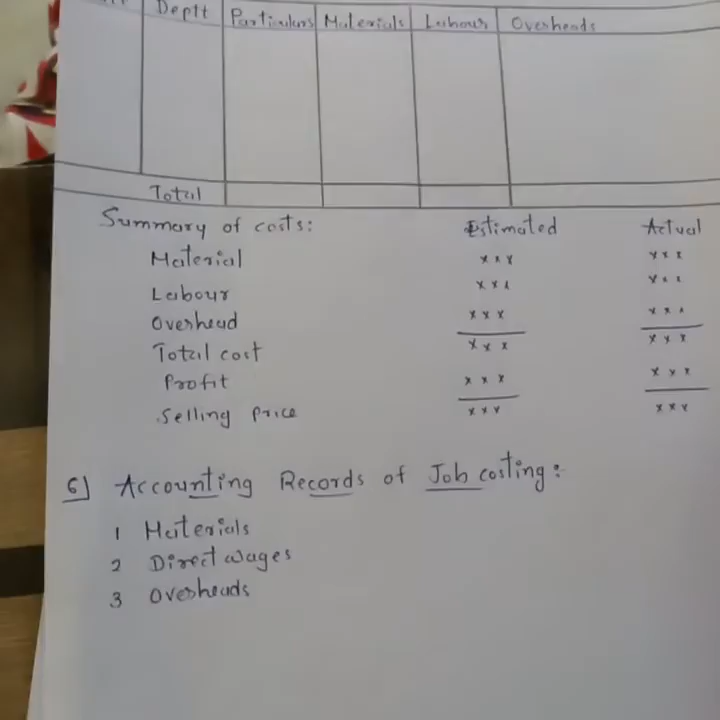 Deptt Particulars Materials Labour Overheads
Total
Summary of costs: Estimated Actual
Material xxx xxx
Labour xxx xxx
Overhead xxx xxx
Total cost xxx xxx
Profit xxx xxx
Selling price xxx xxx
6) Accounting Records of Job costing:
1 Materials
2 Direct wages
3 Overheads